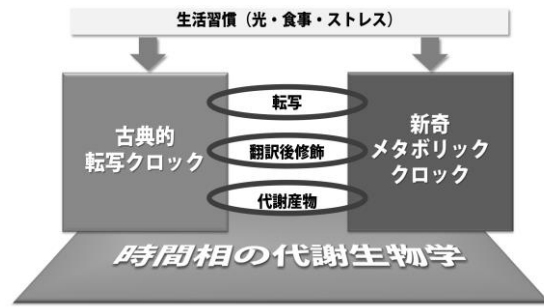 生活習慣（光・食事・ストレス）
古典的
転写クロック
転写
翻訳後修飾
代謝産物
新奇
メタボリック
クロック
時間相の代謝生物学